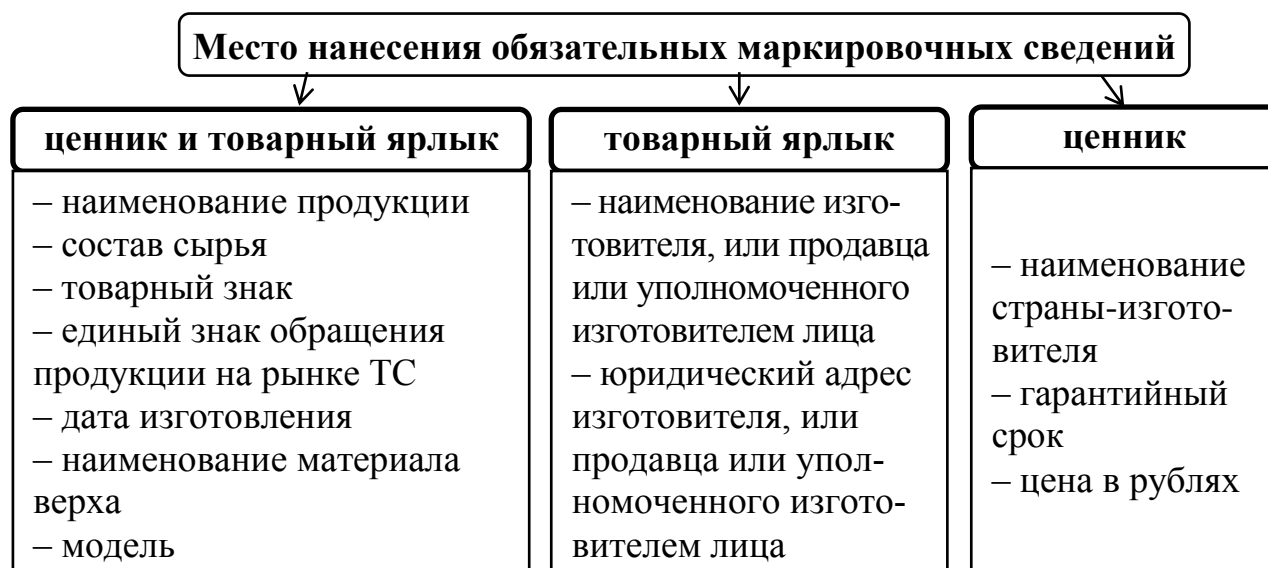 Место нанесения обязательных маркировочных сведений
ценник и товарный ярлык
– наименование продукции
– состав сырья
– товарный знак
– единый знак обращения
продукции на рынке ТС
– дата изготовления
– наименование материала
верха
– модель
товарный ярлык
– наименование изго-
товителя, или продавца
или уполномоченного
изготовителем лица
– юридический адрес
изготовителя, или
продавца или упол-
номоченного изгото-
вителем лица
ценник
– наименование
страны-изгото-
вителя
– гарантийный
срок
– цена в рублях